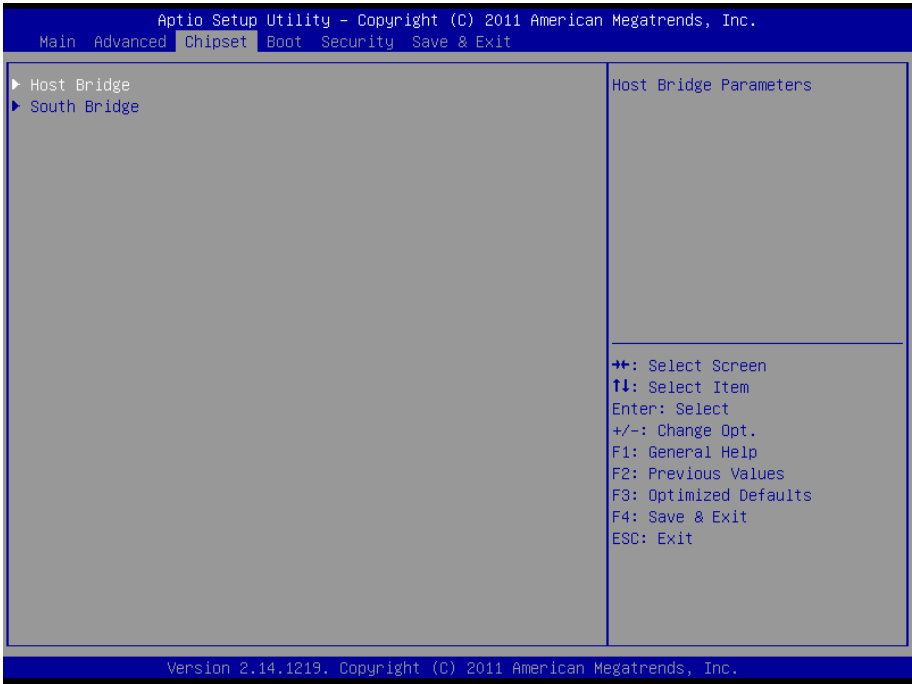 Aptio Setup Utility – Copyright (C) 2011 American Megatrends, Inc.
Main Advanced Chipset Boot Security Save & Exit
▶ Host Bridge
▶ South Bridge
Host Bridge Parameters
→←: Select Screen
↑↓: Select Item
Enter: Select
+/-: Change Opt.
F1: General Help
F2: Previous Values
F3: Optimized Defaults
F4: Save & Exit
ESC: Exit
Version 2.14.1219. Copyright (C) 2011 American Megatrends, Inc.